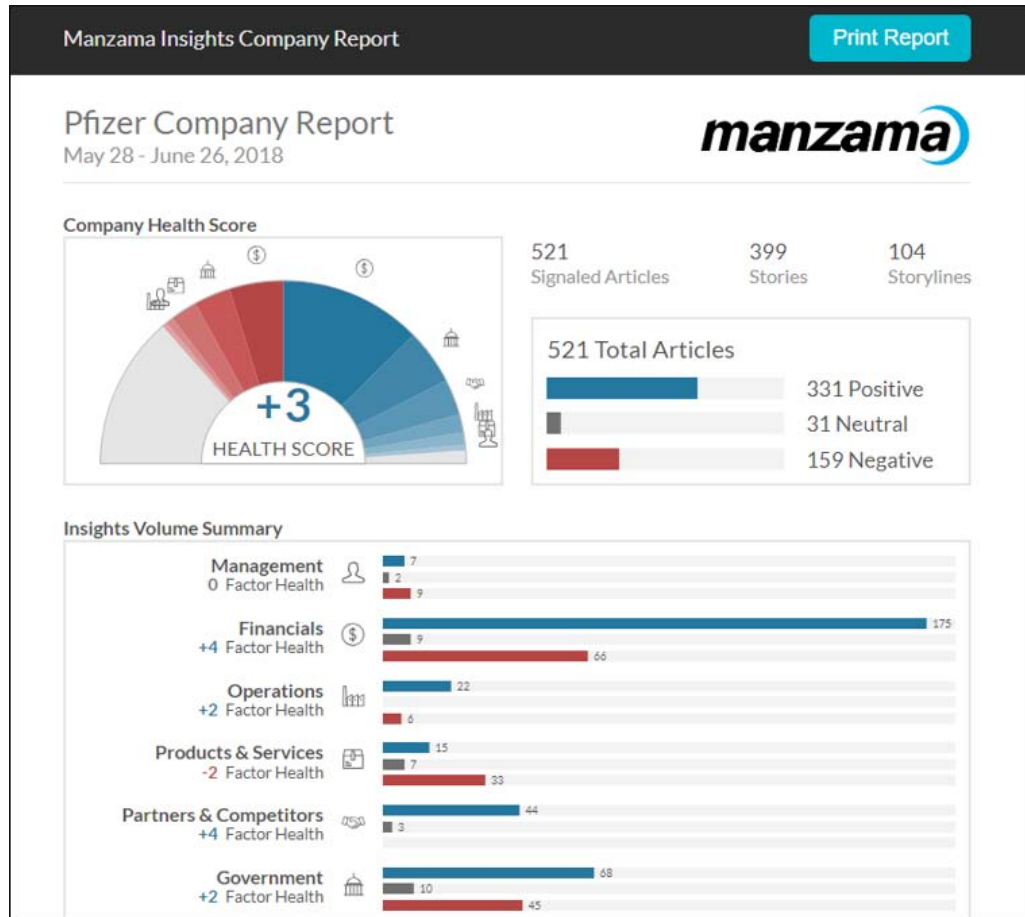 Manzama Insights Company Report
Print Report
Pfizer Company Report
May 28 - June 26, 2018
manzama
Company Health Score
+3
HEALTH SCORE
521
Signaled Articles
399
Stories
104
Storylines
521 Total Articles
331 Positive
31 Neutral
159 Negative
Insights Volume Summary
Management
0 Factor Health
7
2
9
Financials
+4 Factor Health
175
9
66
Operations
+2 Factor Health
22
6
Products & Services
-2 Factor Health
15
7
33
Partners & Competitors
+4 Factor Health
44
3
Government
+2 Factor Health
68
10
45